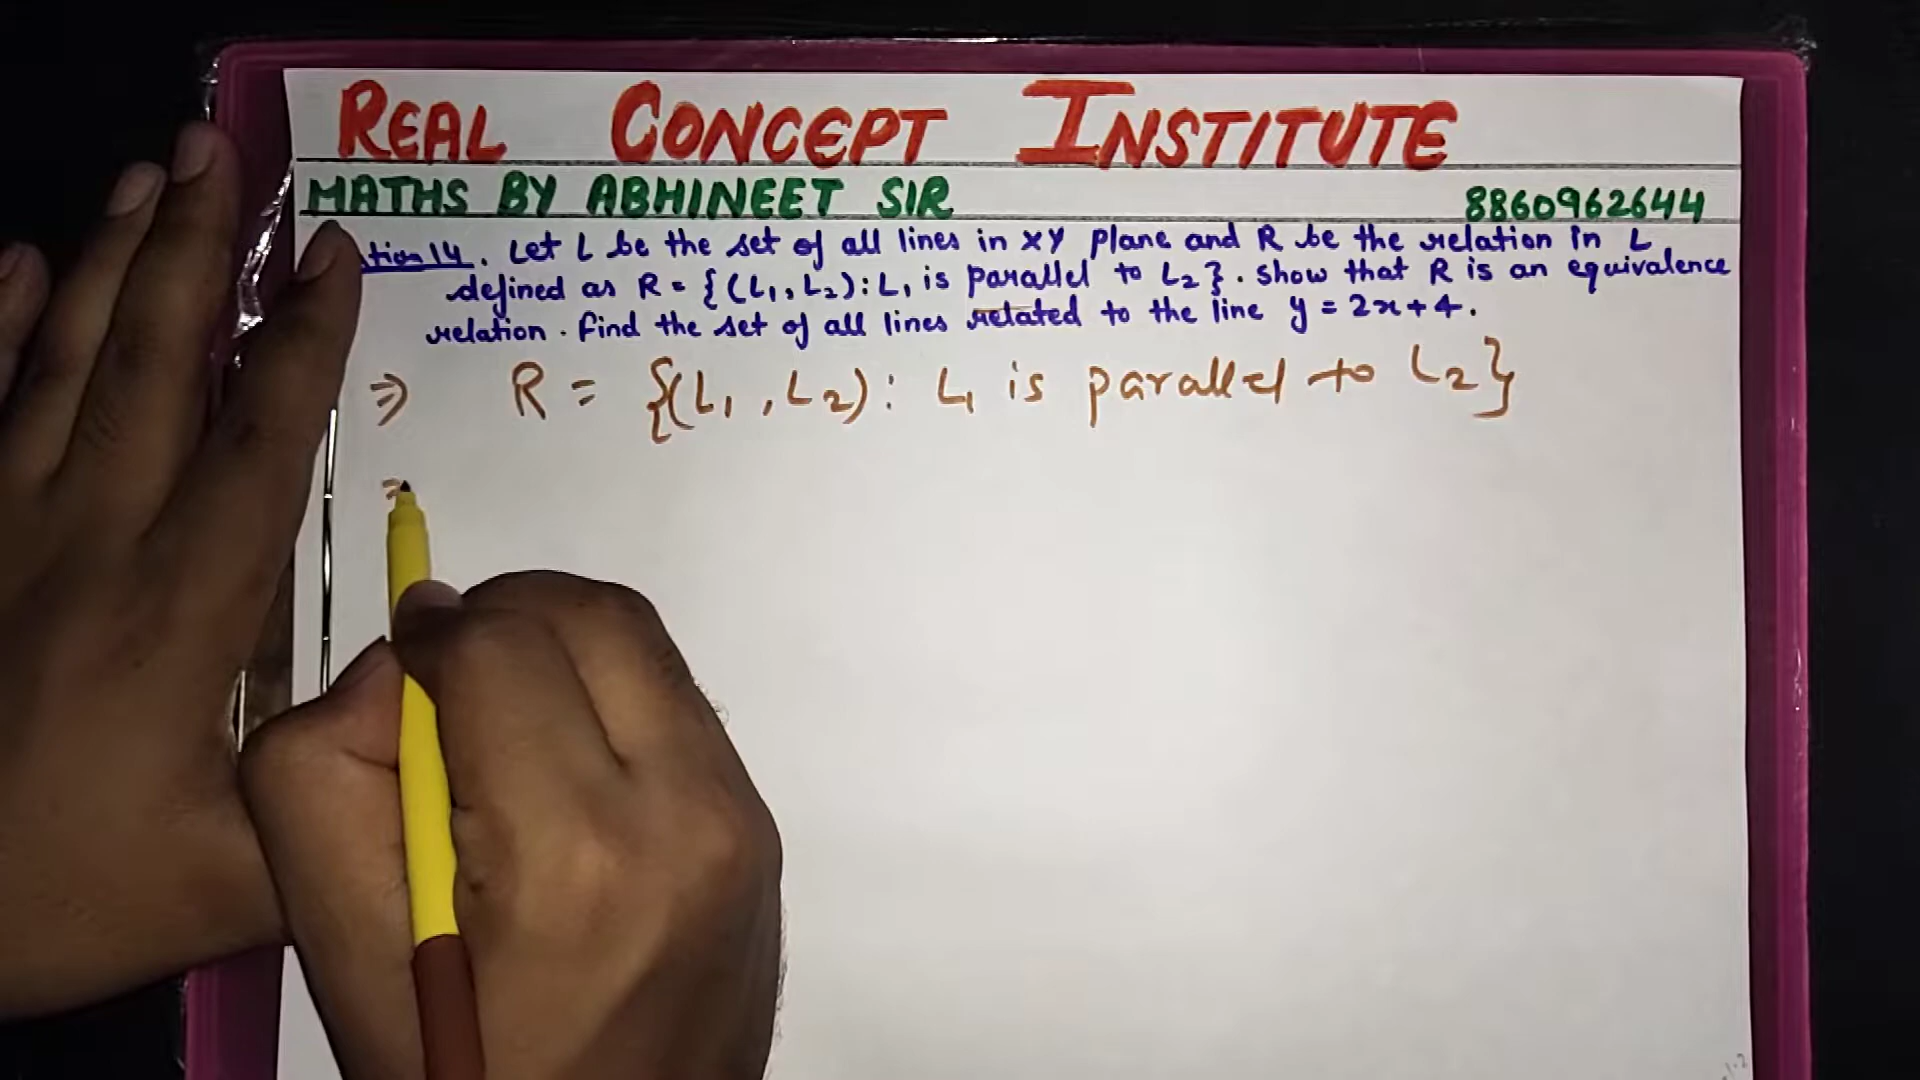 REAL CONCEPT INSTITUTE
MATHS BY ABHINEET SIR 8860962644
tion 14. Let L be the set of all lines in XY plane and R be the relation in L
defined as R = {(L₁, L₂): L₁ is parallel to L₂}. Show that R is an equivalence
relation. Find the set of all lines related to the line y = 2x + 4.
⇒ R = {(L₁, L₂): L₁ is parallel to L₂}